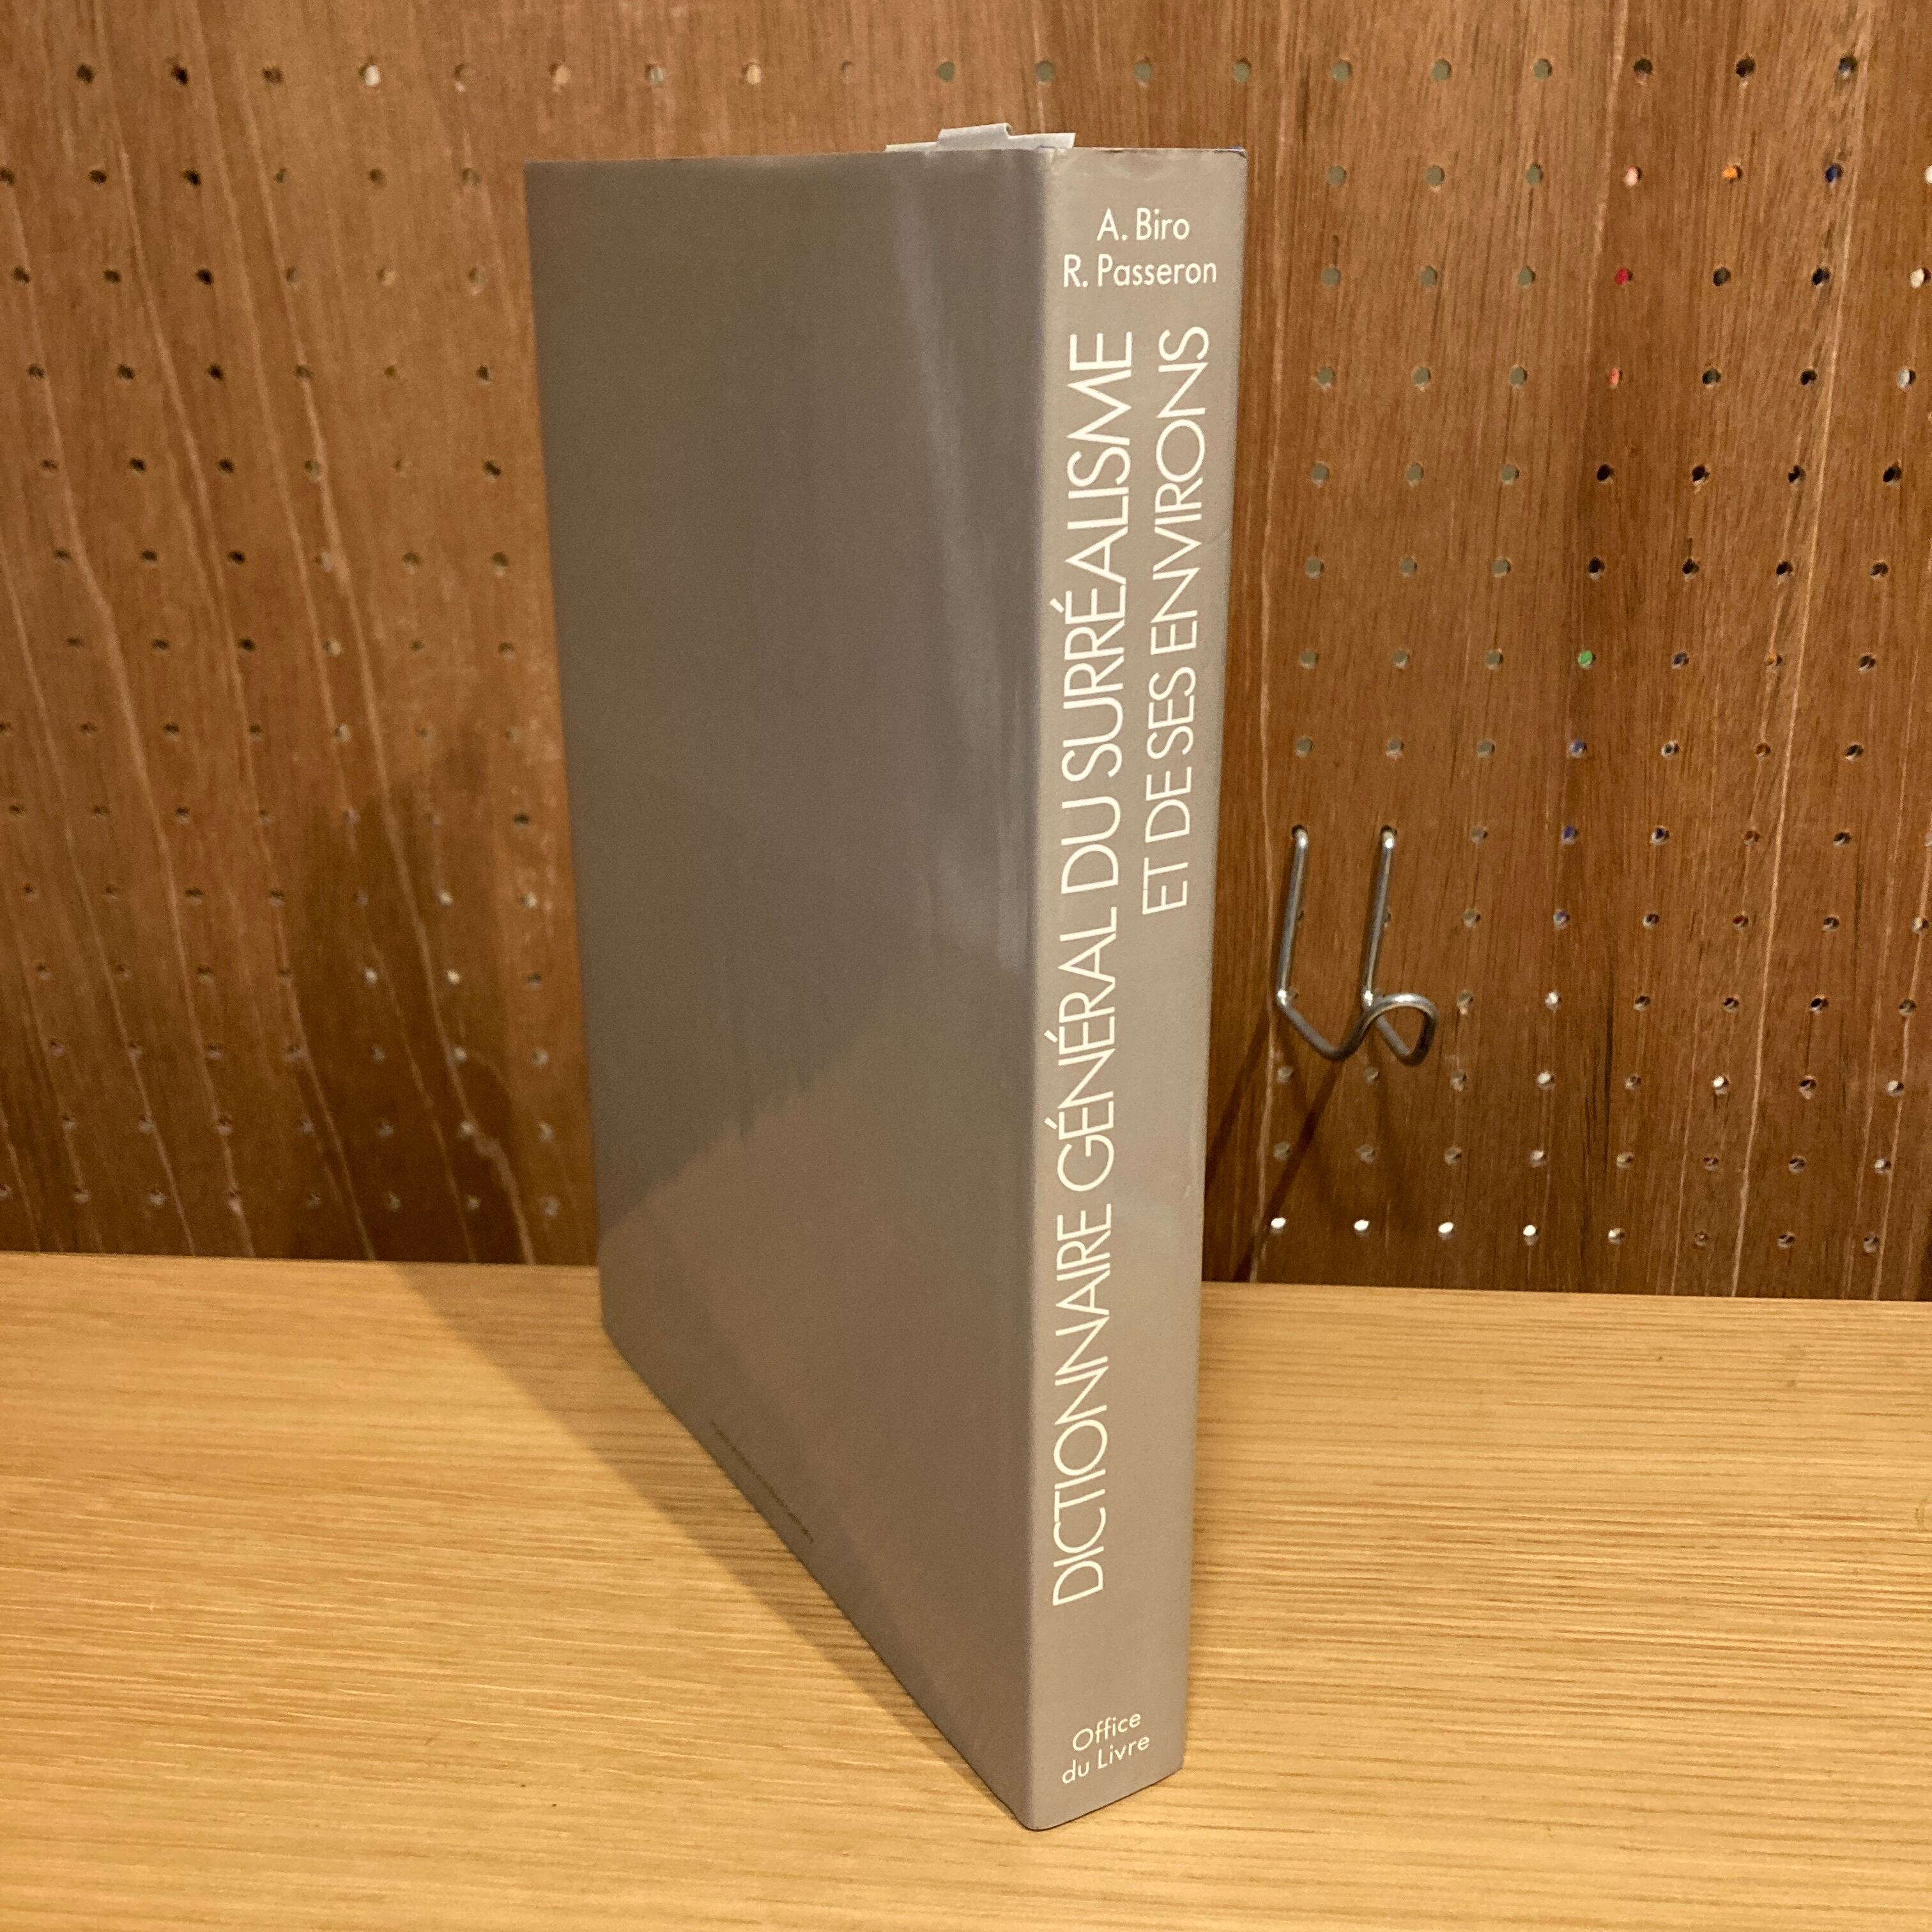 A. Biro
R. Passeron
DICTIONNAIRE GÉNÉRAL DU SURRÉALISME
ET DE SES ENVIRONS
Office
du Livre